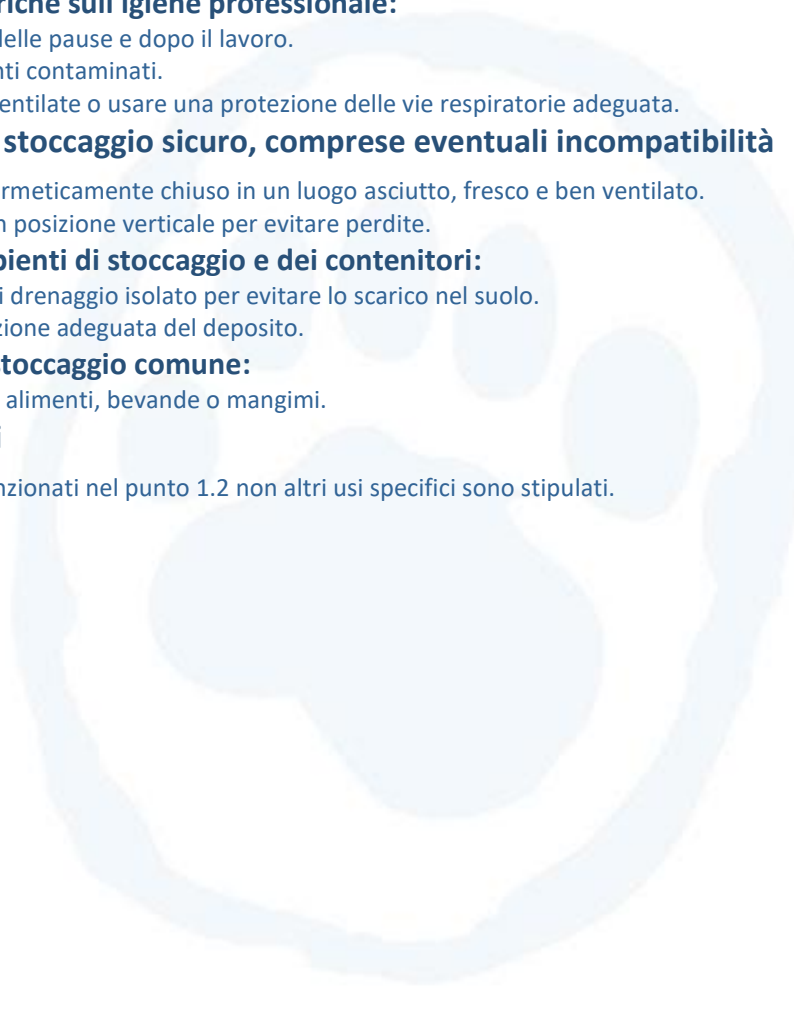 riche sull'igiene professionale:
delle pause e dopo il lavoro.
nti contaminati.
entilate o usare una protezione delle vie respiratorie adeguata.
stoccaggio sicuro, comprese eventuali incompatibilità
rmeticamente chiuso in un luogo asciutto, fresco e ben ventilato.
n posizione verticale per evitare perdite.
bienti di stoccaggio e dei contenitori:
i drenaggio isolato per evitare lo scarico nel suolo.
zione adeguata del deposito.
stoccaggio comune:
alimenti, bevande o mangimi.
i
nzionati nel punto 1.2 non altri usi specifici sono stipulati.